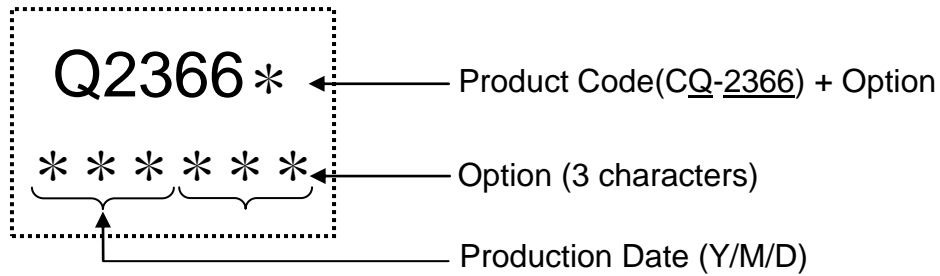 Q2366* Product Code(CQ-2366) + Option
* * * * * * Option (3 characters)
Production Date (Y/M/D)